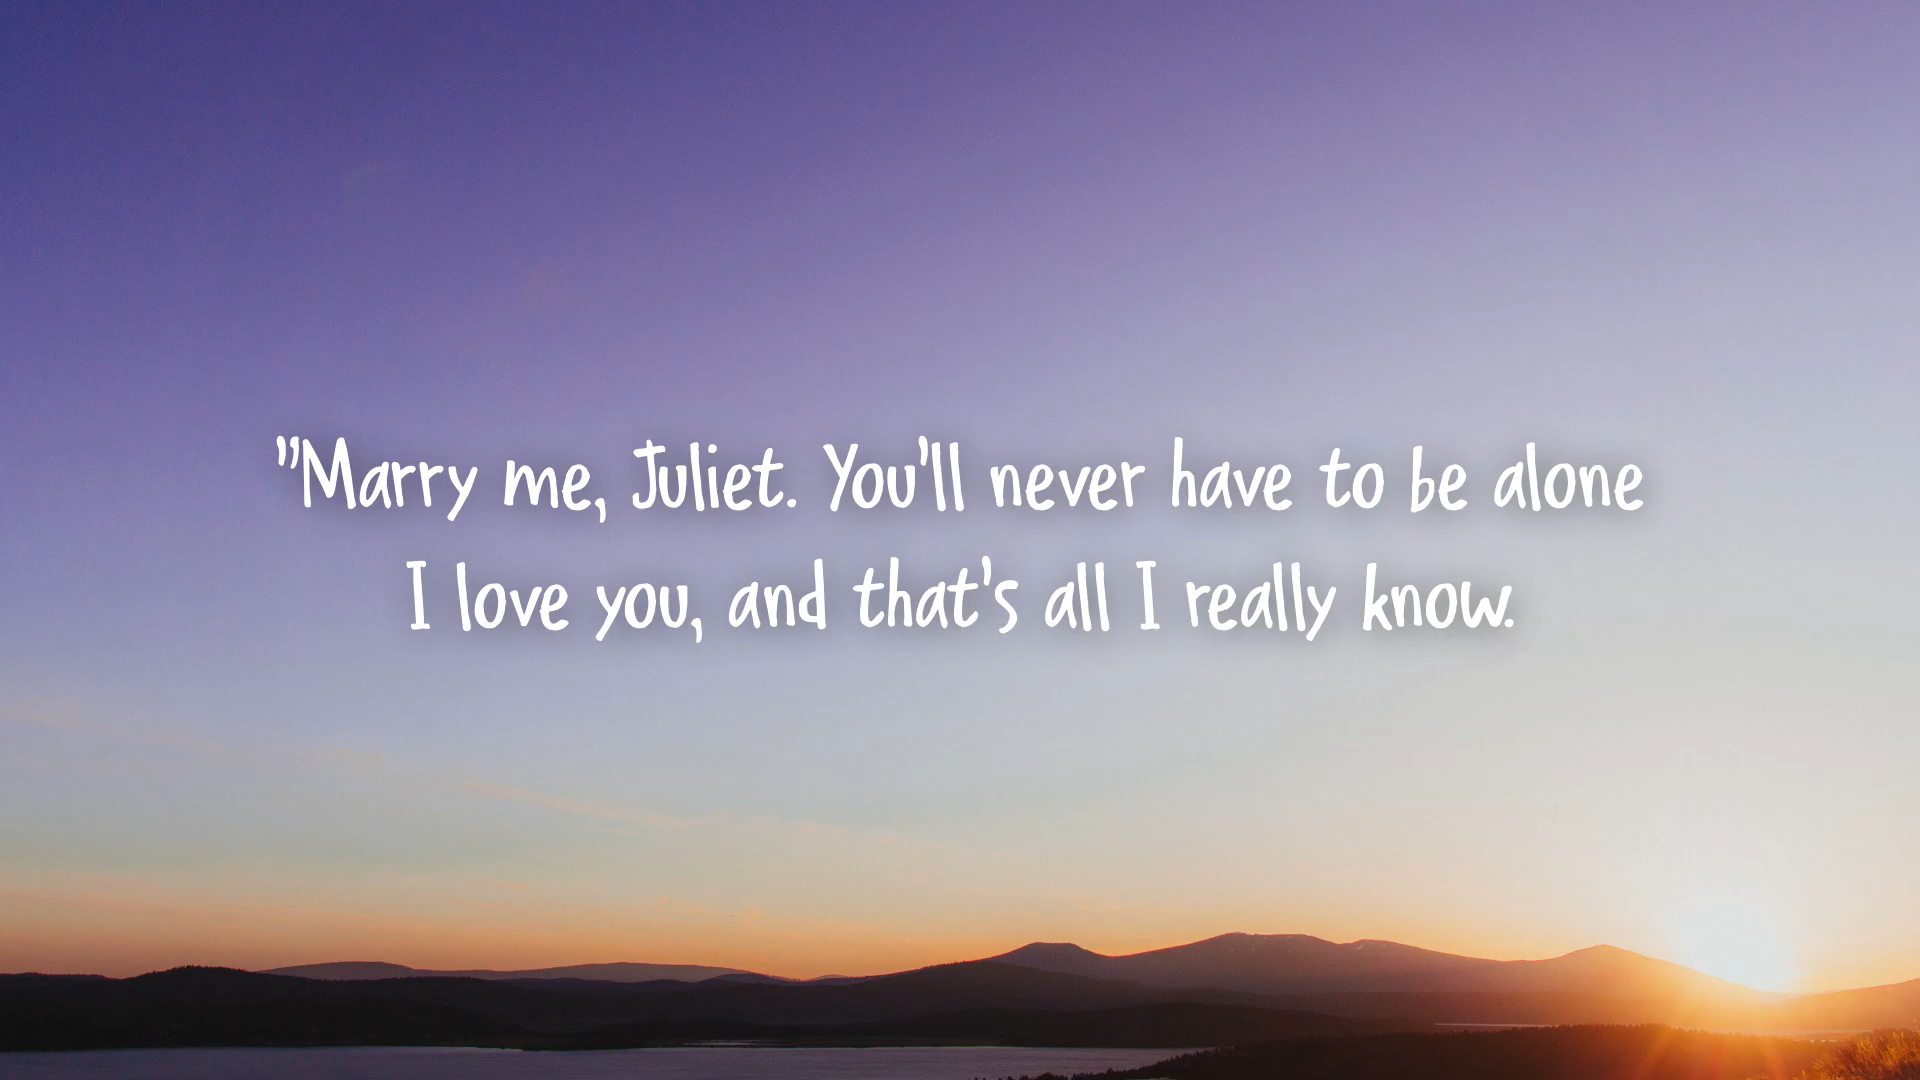 "Marry me, Juliet. You'll never have to be alone
I love you, and that's all I really know.